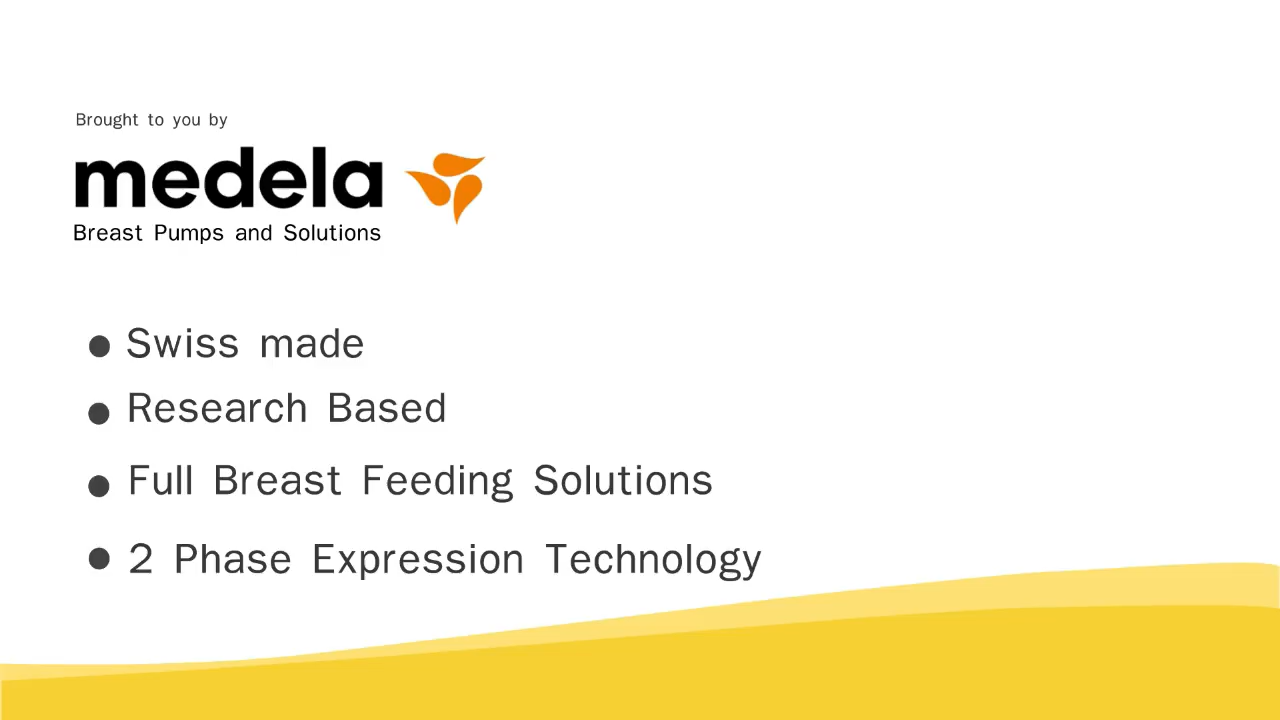 Brought to you by
medela
Breast Pumps and Solutions
Swiss made
Research Based
Full Breast Feeding Solutions
2 Phase Expression Technology